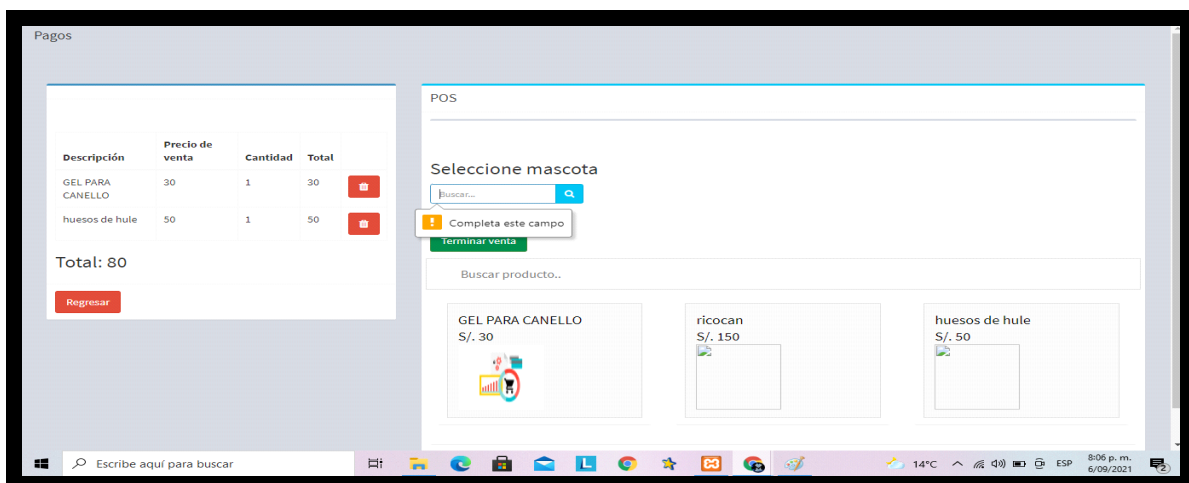 Pagos
Descripción Precio de venta Cantidad Total
GEL PARA CANELLO 30 1 30
huesos de hule 50 1 50
Total: 80
Regresar
POS
Seleccione mascota
Buscar...
Completa este campo
Terminar venta
Buscar producto..
GEL PARA CANELLO
S/. 30
ricocan
S/. 150
huesos de hule
S/. 50
Escribe aquí para buscar
14°C ESP 8:06 p. m.
6/09/2021
2